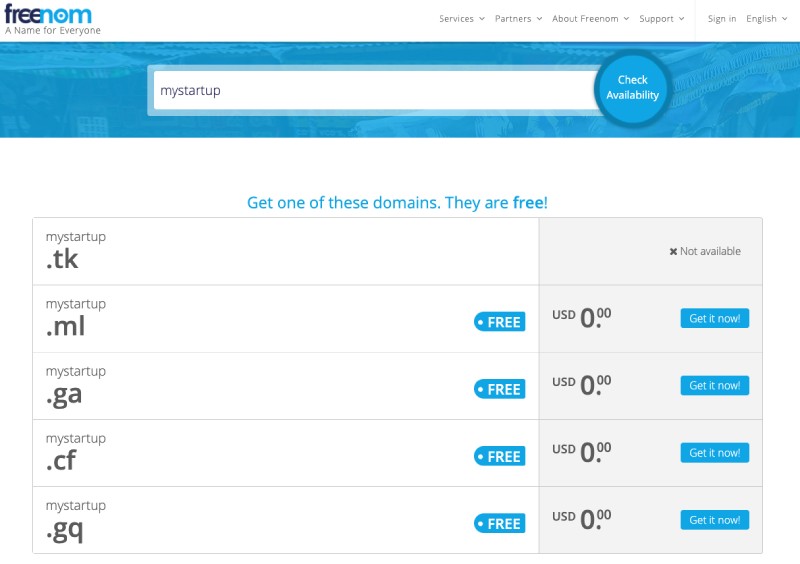 freenom
A Name for Everyone
Services Partners About Freenom Support Sign in English
mystartup
Check
Availability
Get one of these domains. They are free!
mystartup
.tk
✖ Not available
mystartup
.ml
FREE
USD 0.00
Get it now!
mystartup
.ga
FREE
USD 0.00
Get it now!
mystartup
.cf
FREE
USD 0.00
Get it now!
mystartup
.gq
FREE
USD 0.00
Get it now!